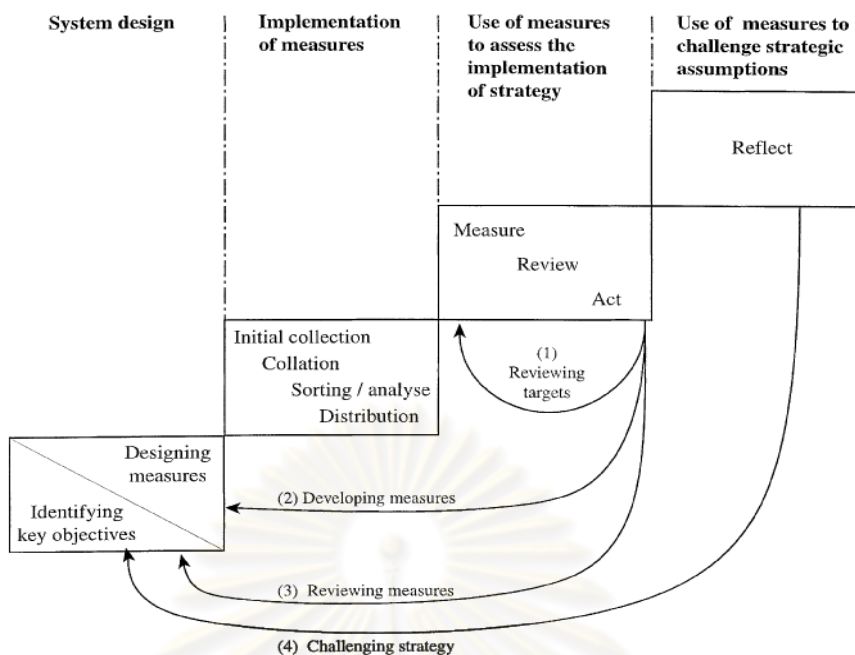 System design
Implementation
of measures
Use of measures
to assess the
implementation
of strategy
Use of measures to
challenge strategic
assumptions
Reflect
Measure
Review
Act
Initial collection
Collation
Sorting / analyse
Distribution
(1)
Reviewing
targets
Designing
measures
Identifying
key objectives
(2) Developing measures
(3) Reviewing measures
(4) Challenging strategy